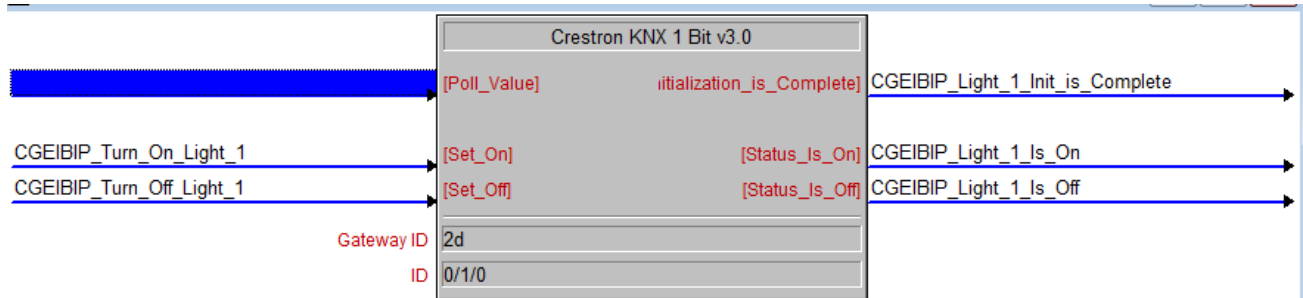 Crestron KNX 1 Bit v3.0
[Poll_Value] nitialization_is_Complete] CGEIBIP_Light_1_Init_is_Complete
CGEIBIP_Turn_On_Light_1 [Set_On] [Status_Is_On] CGEIBIP_Light_1_Is_On
CGEIBIP_Turn_Off_Light_1 [Set_Off] [Status_Is_Off] CGEIBIP_Light_1_Is_Off
Gateway ID 2d
ID 0/1/0